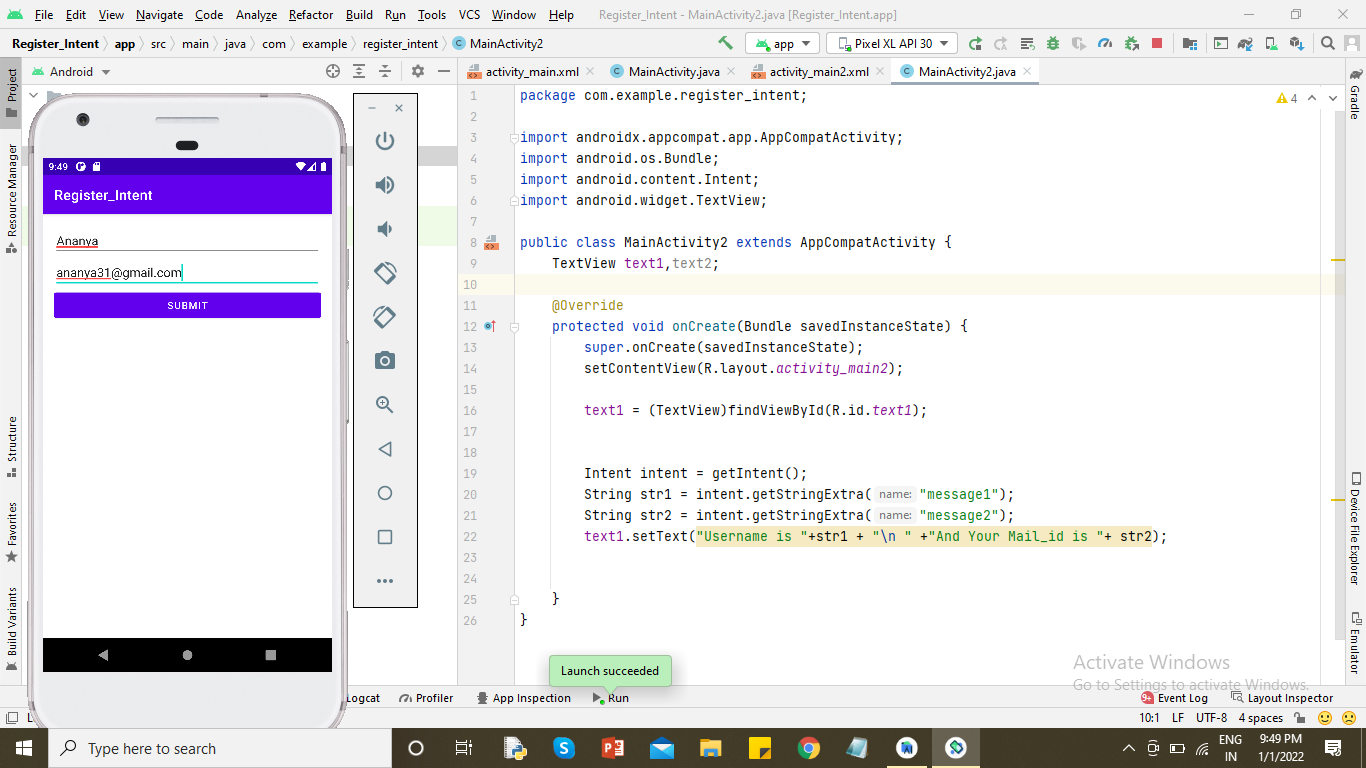 File Edit View Navigate Code Analyze Refactor Build Run Tools VCS Window Help Register_Intent - MainActivity2.java [Register_Intent.app]
Register_Intent app src main java com example register_intent MainActivity2 app Pixel XL API 30
Project
Android
activity_main.xml MainActivity.java activity_main2.xml MainActivity2.java
Gradle
4
1 package com.example.register_intent;
2
3 import androidx.appcompat.app.AppCompatActivity;
4 import android.os.Bundle;
5 import android.content.Intent;
6 import android.widget.TextView;
7
8 public class MainActivity2 extends AppCompatActivity {
9 TextView text1,text2;
10
11 @Override
12 protected void onCreate(Bundle savedInstanceState) {
13 super.onCreate(savedInstanceState);
14 setContentView(R.layout.activity_main2);
15
16 text1 = (TextView)findViewById(R.id.text1);
17
18
19 Intent intent = getIntent();
20 String str1 = intent.getStringExtra( name: "message1");
21 String str2 = intent.getStringExtra( name: "message2");
22 text1.setText("Username is "+str1 + "\n " +"And Your Mail_id is "+ str2);
23
24
25 }
26 }
9:49
Register_Intent
Ananya
ananya31@gmail.com
SUBMIT
Resource Manager
Structure
Favorites
Build Variants
Device File Explorer
Emulator
Launch succeeded
Activate Windows
Go to Settings to activate Windows.
Logcat Profiler App Inspection Run
9+ Event Log Layout Inspector
10:1 LF UTF-8 4 spaces
Type here to search
ENG
IN
9:49 PM
1/1/2022